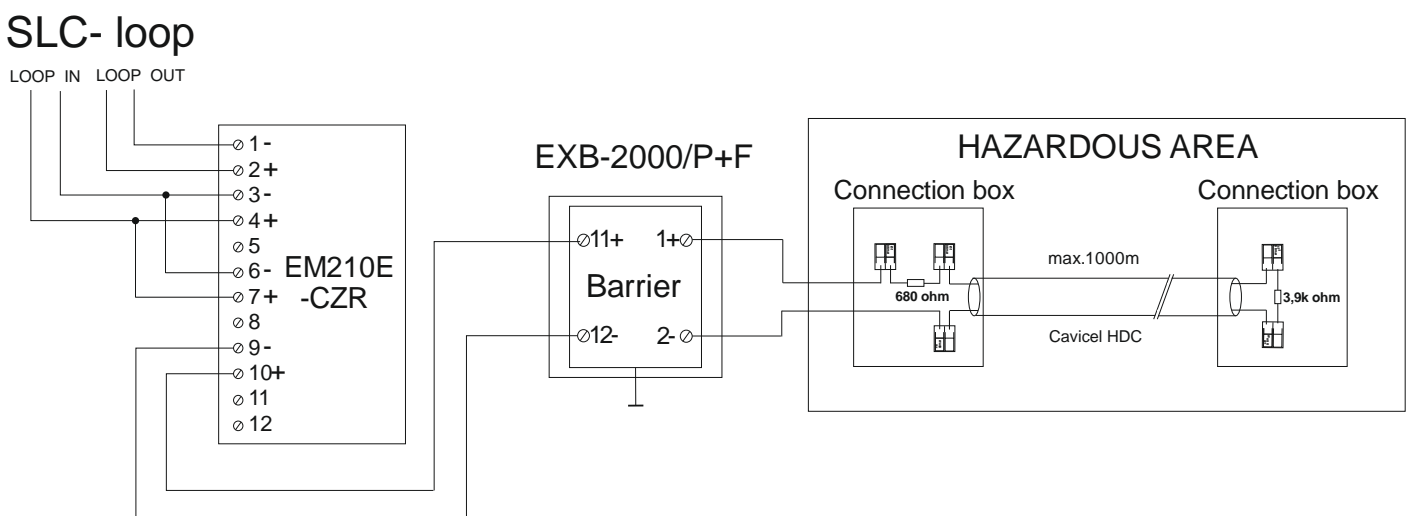 SLC- loop
LOOP IN LOOP OUT
1-
2+
3-
4+
5
6-
7+
8
9-
10+
11
12
EM210E
-CZR
EXB-2000/P+F
11+ 1+
Barrier
12- 2-
HAZARDOUS AREA
Connection box
Connection box
680 ohm
max.1000m
Cavicel HDC
3,9k ohm